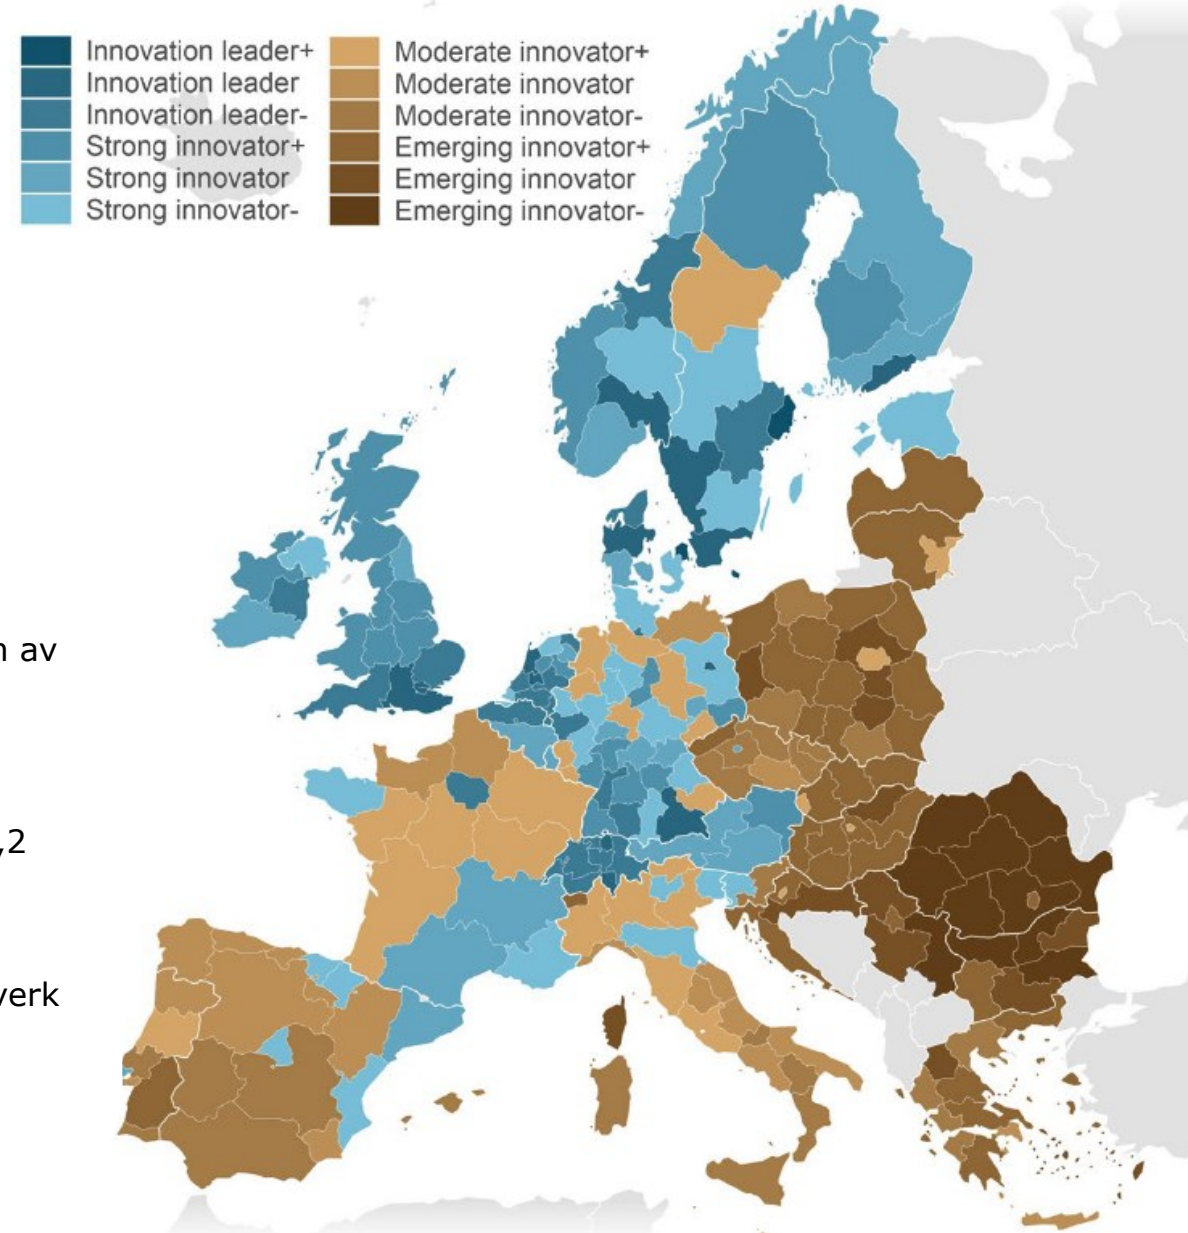 Innovation leader+
Innovation leader
Innovation leader-
Strong innovator+
Strong innovator
Strong innovator-
Moderate innovator+
Moderate innovator
Moderate innovator-
Emerging innovator+
Emerging innovator
Emerging innovator-
av
,2